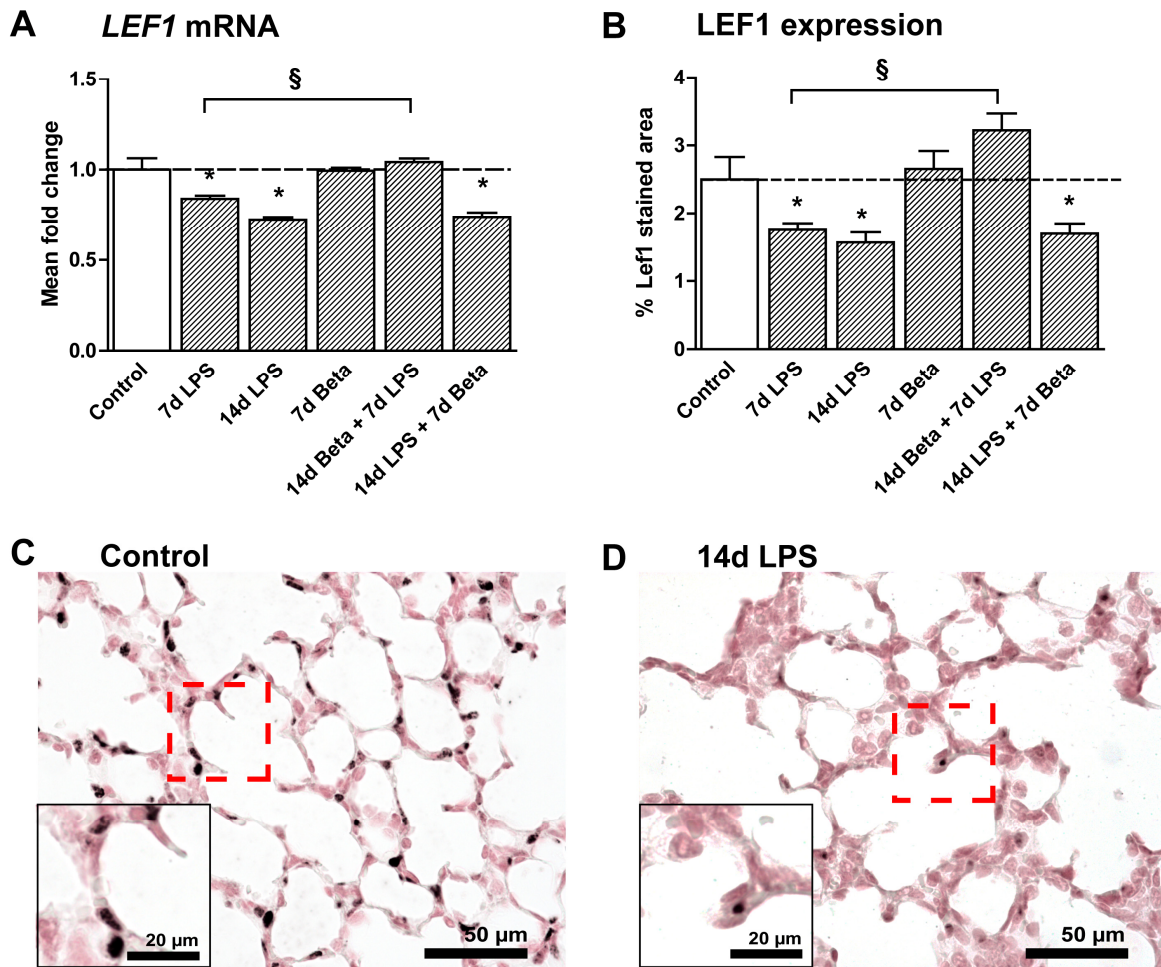 A LEF1 mRNA
§
1.5
1.0
0.5
0.0
Mean fold change
*
*
*
Control
7d LPS
14d LPS
7d Beta
14d Beta + 7d LPS
14d LPS + 7d Beta
B LEF1 expression
§
4
3
2
1
0
% Lef1 stained area
*
*
*
Control
7d LPS
14d LPS
7d Beta
14d Beta + 7d LPS
14d LPS + 7d Beta
C Control
20 µm
50 µm
D 14d LPS
20 µm
50 µm